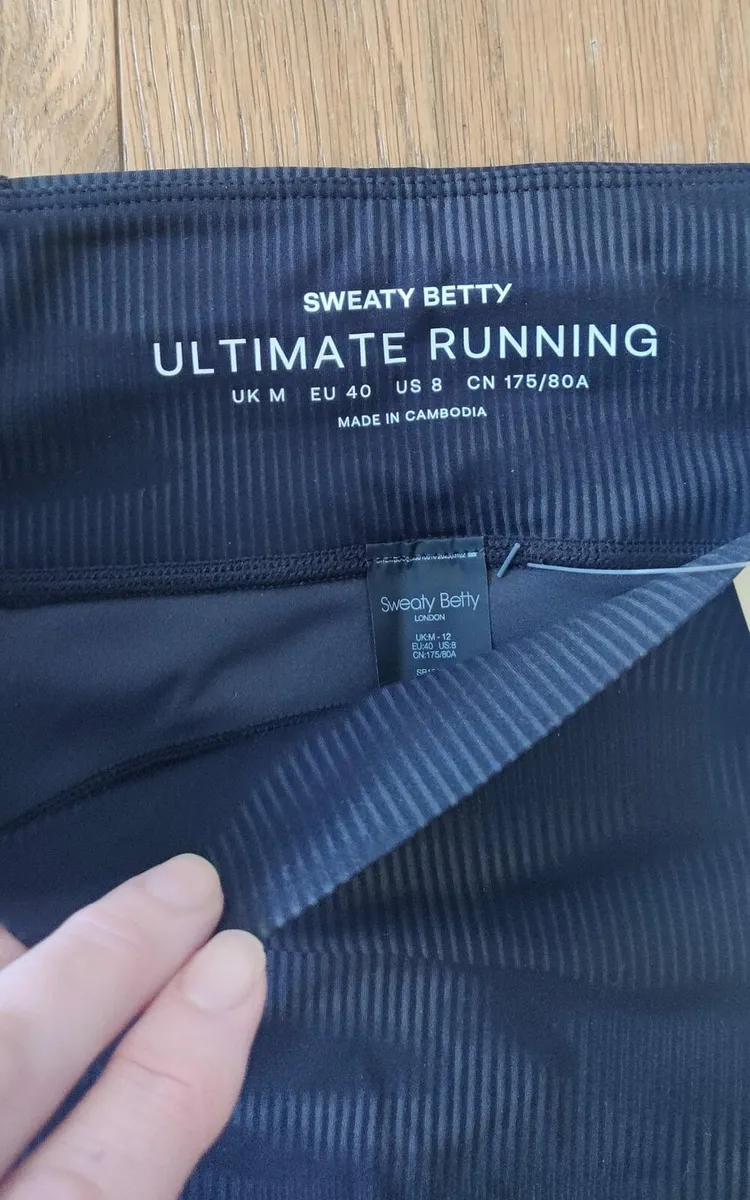 SWEATY BETTY
ULTIMATE RUNNING
UK M EU 40 US 8 CN 175/80A
MADE IN CAMBODIA
Sweaty Betty
LONDON
UK:M - 12
EU:40 US:8
CN:175/80A